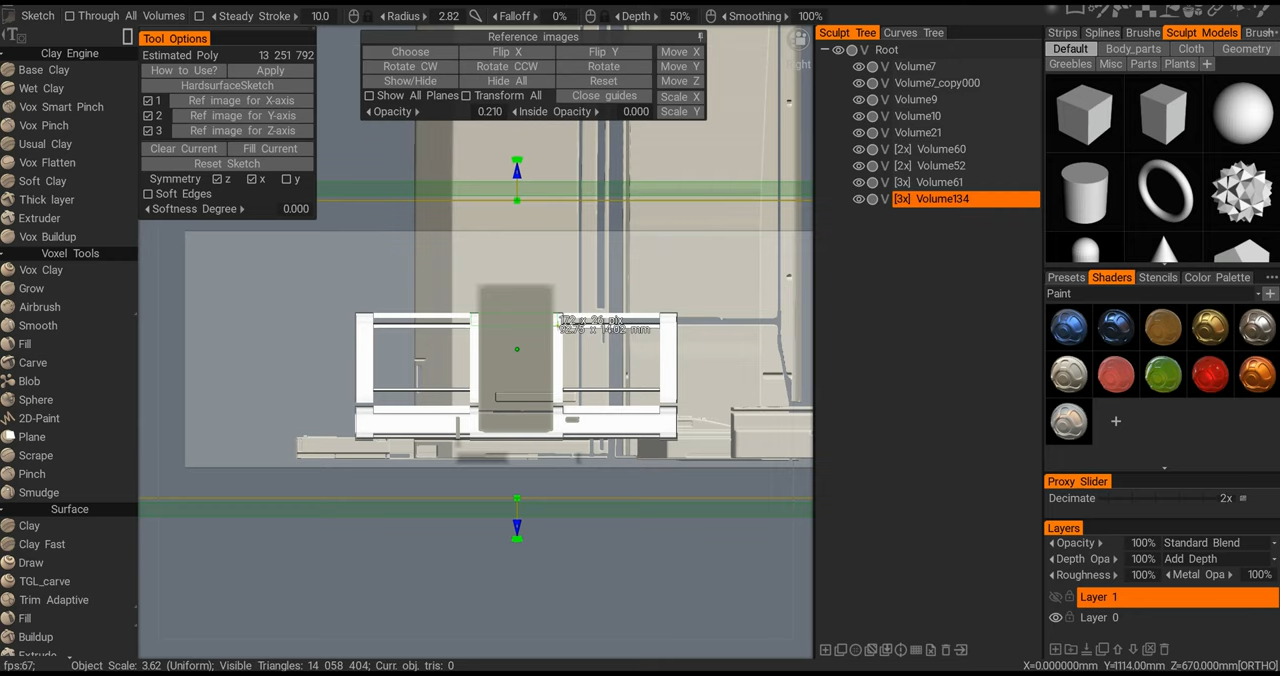 Sketch Through All Volumes Steady Stroke 10.0 Radius 2.82 Falloff 0% Depth 50% Smoothing 100%
Tool Options
Estimated Poly 13 251 792
How to Use? Apply
HardsurfaceSketch
1 Ref image for X-axis
2 Ref image for Y-axis
3 Ref image for Z-axis
Clear Current Fill Current
Reset Sketch
Symmetry z x y
Soft Edges
Softness Degree 0.000
Clay Engine
Base Clay
Wet Clay
Vox Smart Pinch
Vox Pinch
Usual Clay
Vox Flatten
Soft Clay
Thick layer
Extruder
Vox Buildup
Voxel Tools
Vox Clay
Grow
Airbrush
Smooth
Fill
Carve
Blob
Sphere
2D-Paint
Plane
Scrape
Pinch
Smudge
Surface
Clay
Clay Fast
Draw
TGL_carve
Trim Adaptive
Fill
Buildup
Reference images
Choose Flip X Flip Y Move X
Rotate CW Rotate CCW Rotate Move Y
Show/Hide Hide All Reset Move Z
Show All Planes Transform All Close guides Scale X
Opacity 0.210 Inside Opacity 0.000 Scale Y
Right
Sculpt Tree Curves Tree
Root
Volume7
Volume7_copy000
Volume9
Volume10
Volume21
[2x] Volume60
[2x] Volume52
[3x] Volume61
[3x] Volume134
Strips Splines Brushe Sculpt Models Brush
Default Body_parts Cloth Geometry
Greebles Misc Parts Plants
Presets Shaders Stencils Color Palette
Paint
Proxy Slider
Decimate 2x
Layers
Opacity 100% Standard Blend
Depth Opa 100% Add Depth
Roughness 100% Metal Opa 100%
Layer 1
Layer 0
fps:67; Object Scale: 3.62 (Uniform); Visible Triangles: 14 058 404; Curr. obj. tris: 0
X=0.000000mm Y=1114.00mm Z=670.000mm[ORTHO]